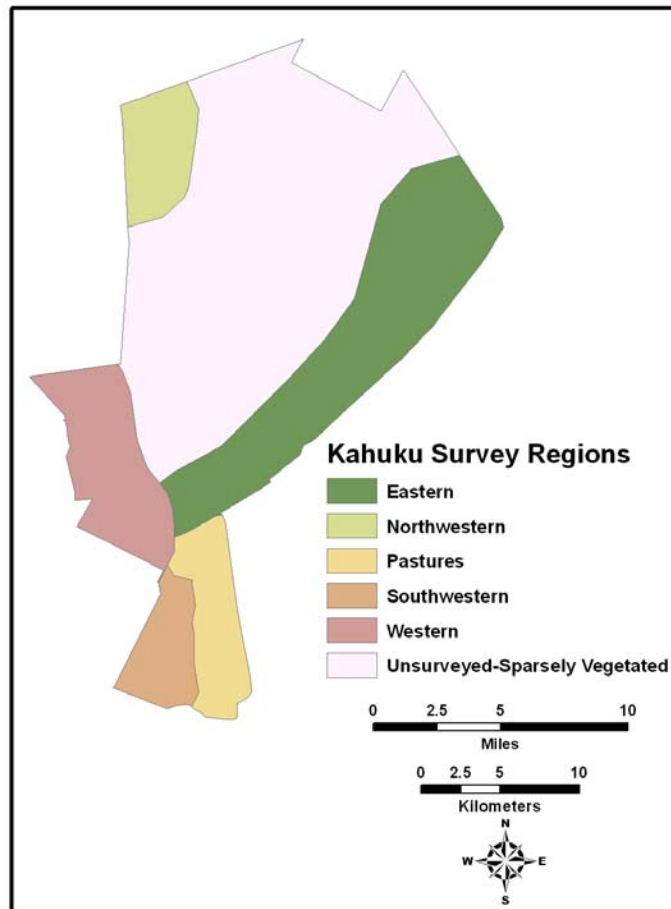 Kahuku Survey Regions
Eastern
Northwestern
Pastures
Southwestern
Western
Unsurveyed-Sparsely Vegetated
0 2.5 5 10
Miles
0 2.5 5 10
Kilometers
N
W E
S